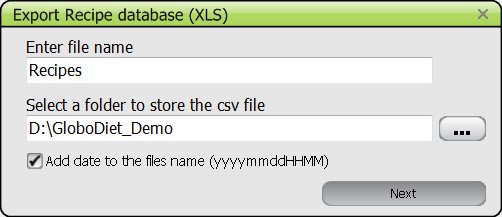 Export Recipe database (XLS)
Enter file name
Recipes
Select a folder to store the csv file
D:\GloboDiet_Demo
...
Add date to the files name (yyyymmddHHMM)
Next